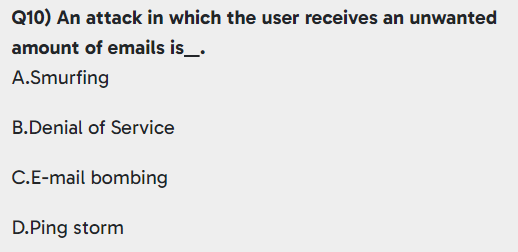 Q10) An attack in which the user receives an unwanted
amount of emails is__.
A.Smurfing
B.Denial of Service
C.E-mail bombing
D.Ping storm